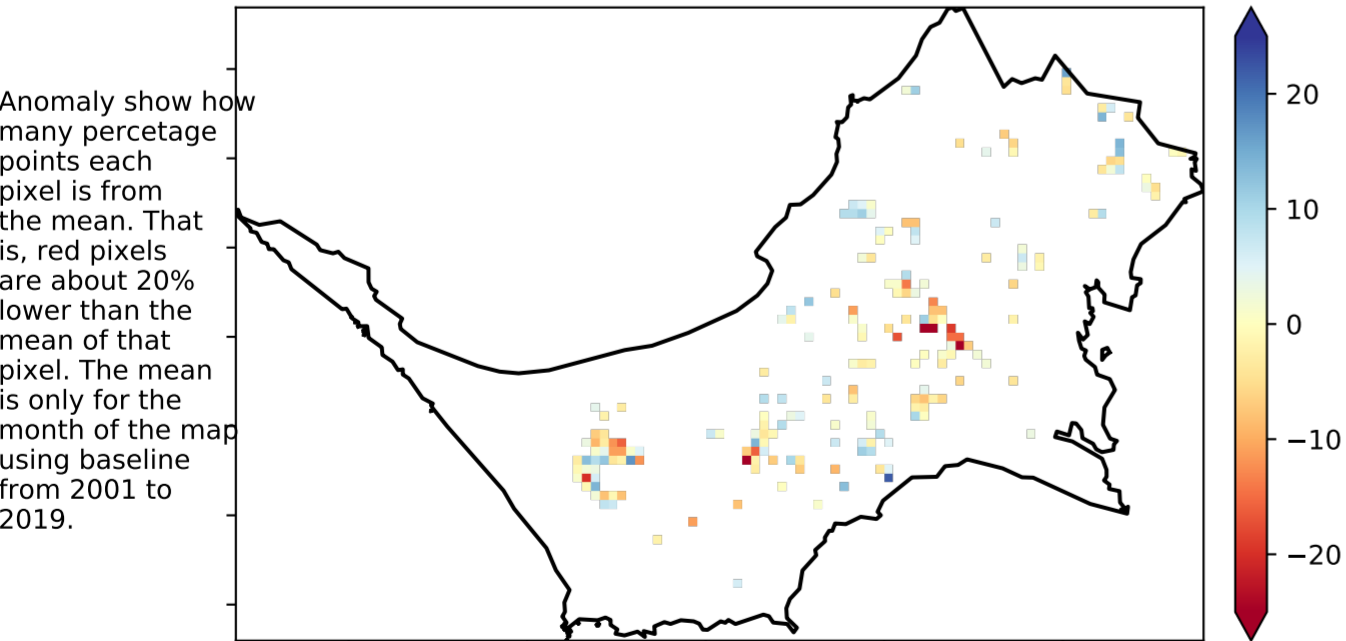 Anomaly show how
many percetage
points each
pixel is from
the mean. That
is, red pixels
are about 20%
lower than the
mean of that
pixel. The mean
is only for the
month of the map
using baseline
from 2001 to
2019.
20
10
0
−10
−20